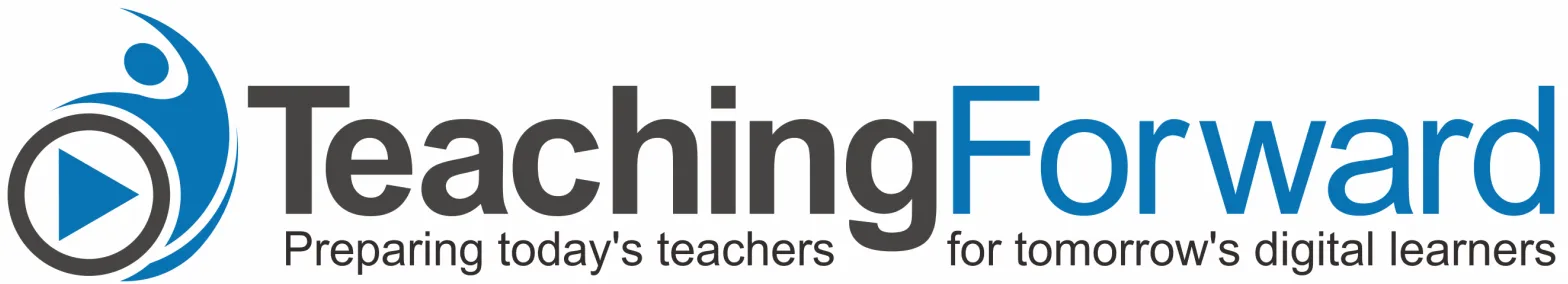 TeachingForward
Preparing today's teachers for tomorrow's digital learners